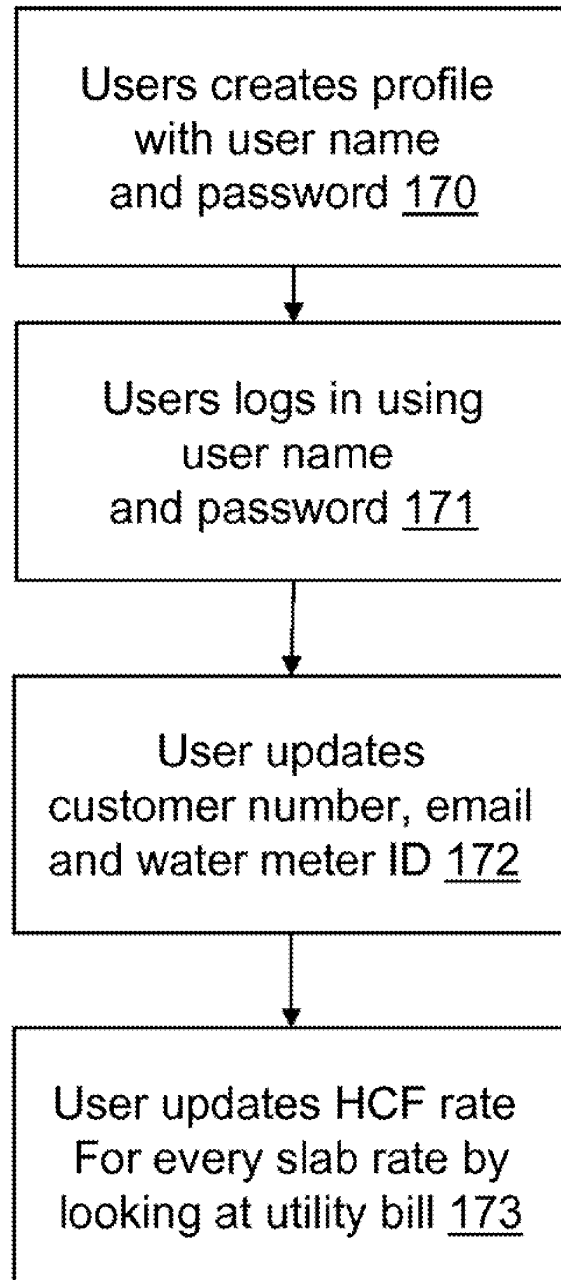 Users creates profile
with user name
and password 170
Users logs in using
user name
and password 171
User updates
customer number, email
and water meter ID 172
User updates HCF rate
For every slab rate by
looking at utility bill 173